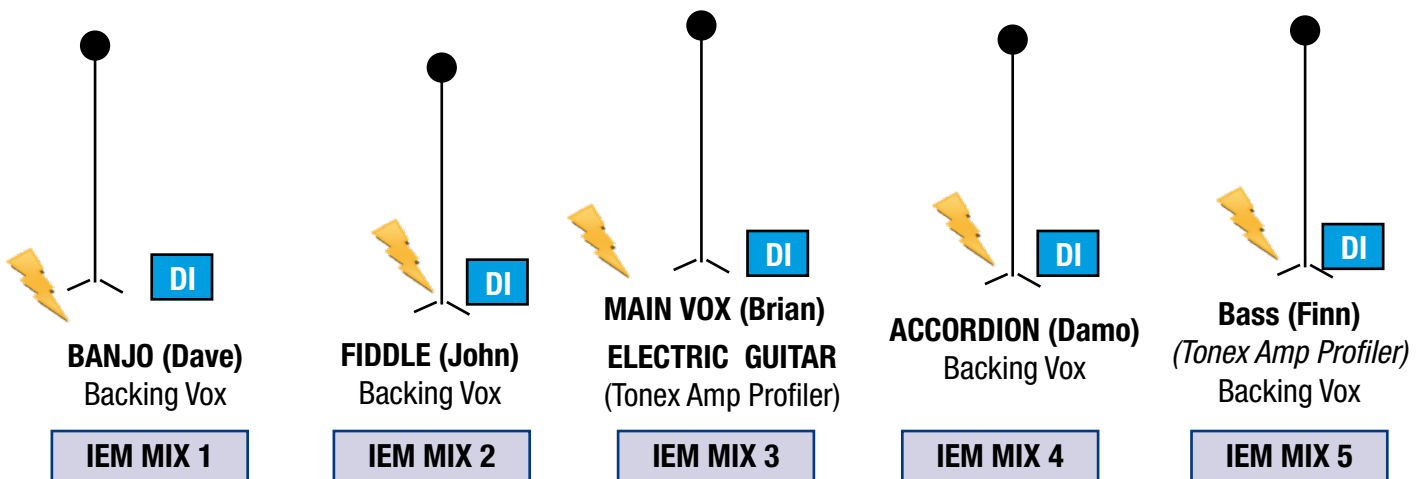 DI
BANJO (Dave)
Backing Vox
IEM MIX 1
DI
FIDDLE (John)
Backing Vox
IEM MIX 2
DI
MAIN VOX (Brian)
ELECTRIC GUITAR
(Tonex Amp Profiler)
IEM MIX 3
DI
ACCORDION (Damo)
Backing Vox
IEM MIX 4
DI
Bass (Finn)
(Tonex Amp Profiler)
Backing Vox
IEM MIX 5